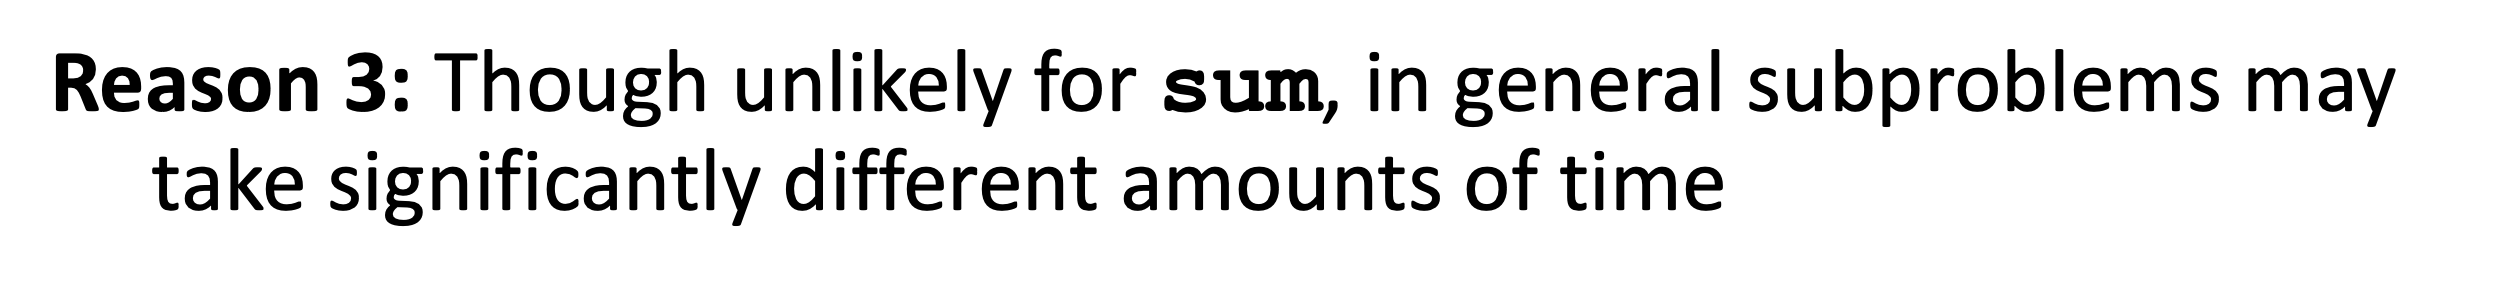 Reason 3: Though unlikely for sum, in general subproblems may
take significantly different amounts of time